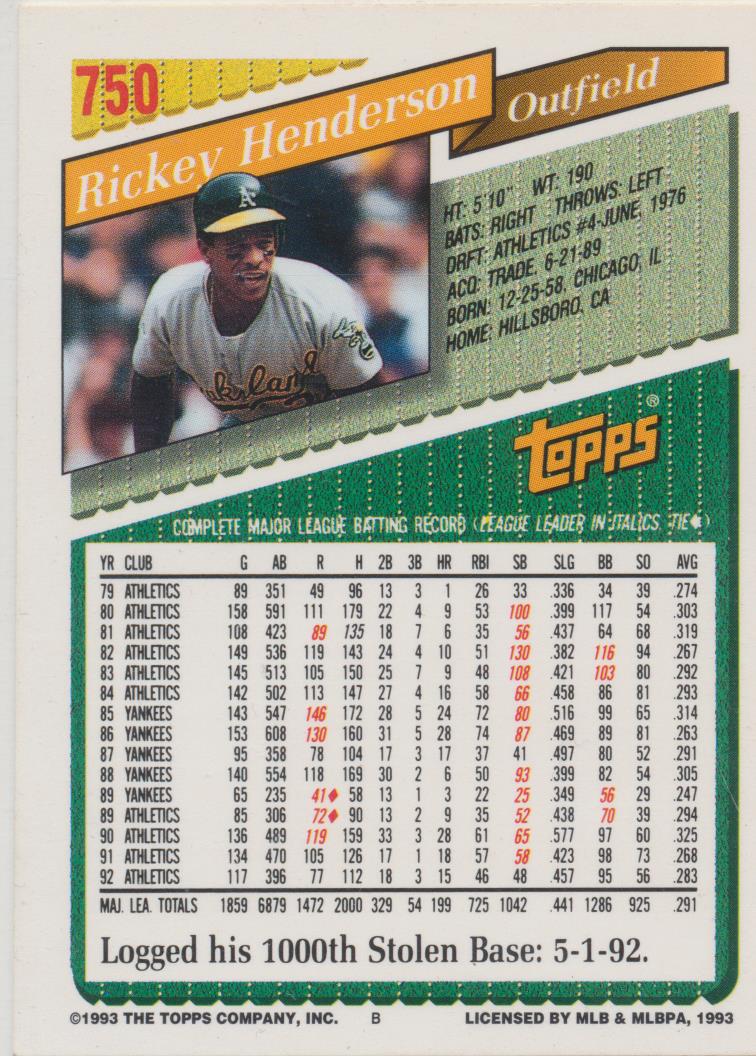 750
Rickey Henderson
Outfield
A's
HT: 5'10" WT: 190
BATS: RIGHT THROWS: LEFT
DRFT: ATHLETICS #4-JUNE, 1976
ACQ: TRADE, 6-21-89
BORN: 12-25-58, CHICAGO, IL
HOME: HILLSBORO, CA
Oakland
topps®
COMPLETE MAJOR LEAGUE BATTING RECORD (LEAGUE LEADER IN ITALICS, TIE♦)
YR CLUB G AB R H 2B 3B HR RBI SB SLG BB SO AVG
79 ATHLETICS 89 351 49 96 13 3 1 26 33 .336 34 39 .274
80 ATHLETICS 158 591 111 179 22 4 9 53 100 .399 117 54 .303
81 ATHLETICS 108 423 89 135 18 7 6 35 56 .437 64 68 .319
82 ATHLETICS 149 536 119 143 24 4 10 51 130 .382 116 94 .267
83 ATHLETICS 145 513 105 150 25 7 9 48 108 .421 103 80 .292
84 ATHLETICS 142 502 113 147 27 4 16 58 66 .458 86 81 .293
85 YANKEES 143 547 146 172 28 5 24 72 80 .516 99 65 .314
86 YANKEES 153 608 130 160 31 5 28 74 87 .469 89 81 .263
87 YANKEES 95 358 78 104 17 3 17 37 41 .497 80 52 .291
88 YANKEES 140 554 118 169 30 2 6 50 93 .399 82 54 .305
89 YANKEES 65 235 41♦ 58 13 1 3 22 25 .349 56 29 .247
89 ATHLETICS 85 306 72♦ 90 13 2 9 35 52 .438 70 39 .294
90 ATHLETICS 136 489 119 159 33 3 28 61 65 .577 97 60 .325
91 ATHLETICS 134 470 105 126 17 1 18 57 58 .423 98 73 .268
92 ATHLETICS 117 396 77 112 18 3 15 46 48 .457 95 56 .283
MAJ. LEA. TOTALS 1859 6879 1472 2000 329 54 199 725 1042 .441 1286 925 .291
Logged his 1000th Stolen Base: 5-1-92.
©1993 THE TOPPS COMPANY, INC. B LICENSED BY MLB & MLBPA, 1993